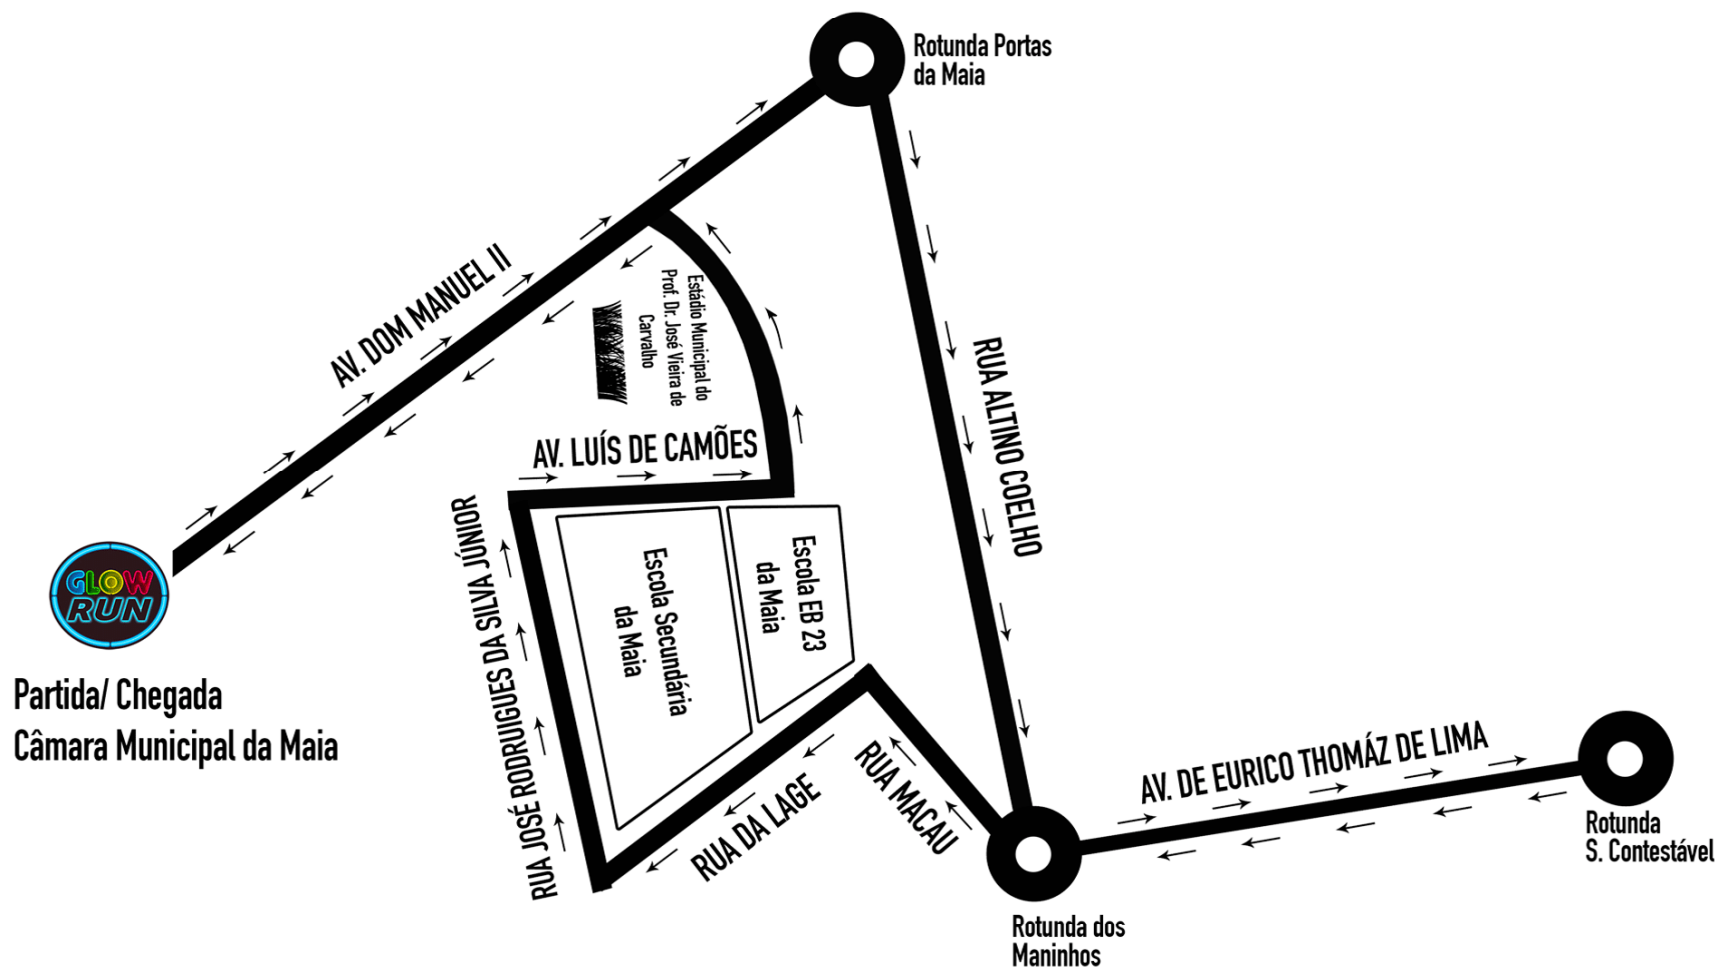 Rotunda Portas
da Maia
AV. DOM MANUEL II
Estádio Municipal do
Prof. Dr. José Vieira de
Carvalho
RUA ALTINO COELHO
AV. LUÍS DE CAMÕES
GLOW
RUN
Partida/ Chegada
Câmara Municipal da Maia
RUA JOSÉ RODRUIGUES DA SILVA JÚNIOR
Escola Secundária
da Maia
Escola EB 23
da Maia
RUA DA LAGE
RUA MACAU
AV. DE EURICO THOMÁZ DE LIMA
Rotunda
S. Contestável
Rotunda dos
Maninhos